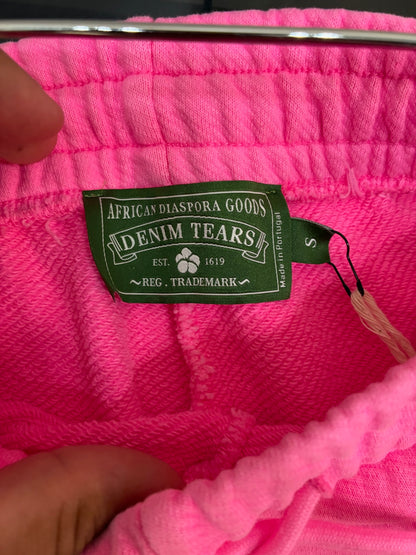 AFRICAN DIASPORA GOODS
DENIM TEARS
EST. 1619
~ REG. TRADEMARK ~
Made in Portugal
S